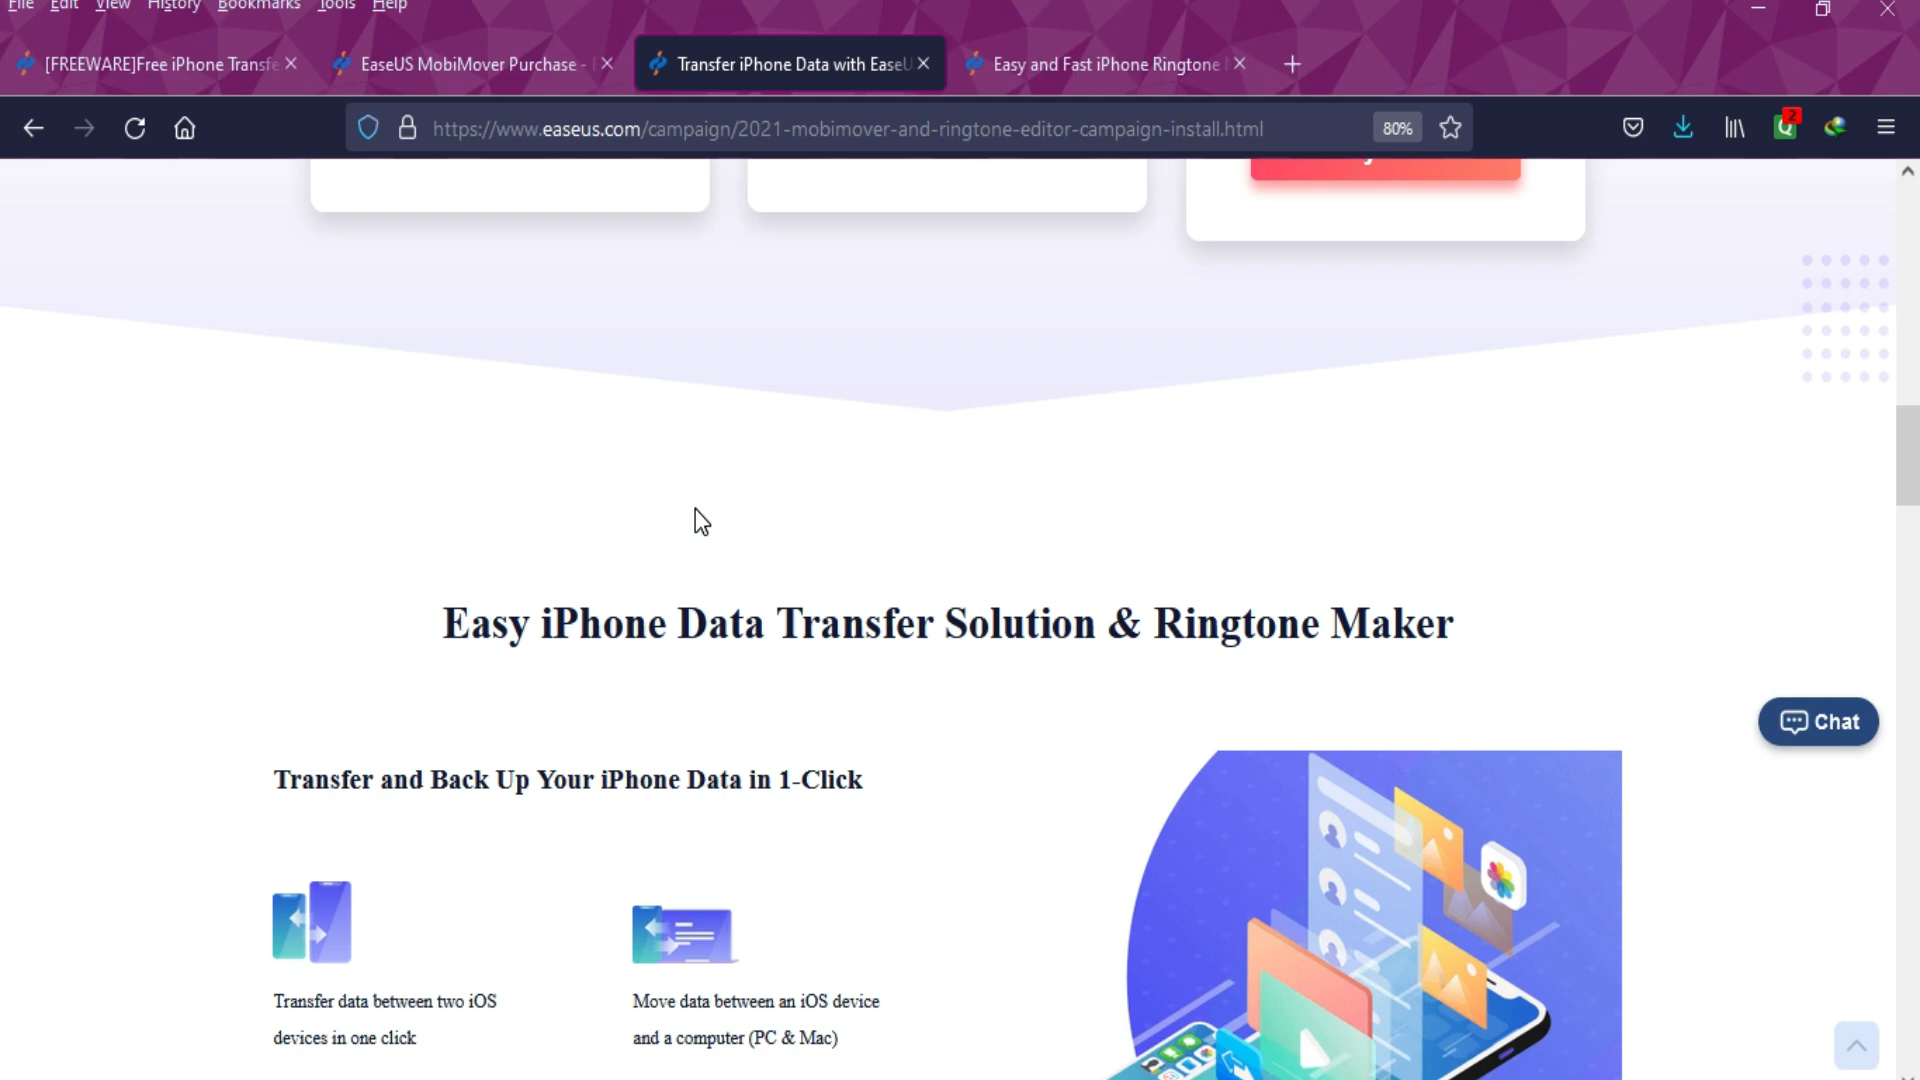 File Edit View History Bookmarks Tools Help
[FREEWARE]Free iPhone Transfe
EaseUS MobiMover Purchase -
Transfer iPhone Data with EaseU
Easy and Fast iPhone Ringtone
https://www.easeus.com/campaign/2021-mobimover-and-ringtone-editor-campaign-install.html
80%
2
Easy iPhone Data Transfer Solution & Ringtone Maker
Chat
Transfer and Back Up Your iPhone Data in 1-Click
Transfer data between two iOS
devices in one click
Move data between an iOS device
and a computer (PC & Mac)